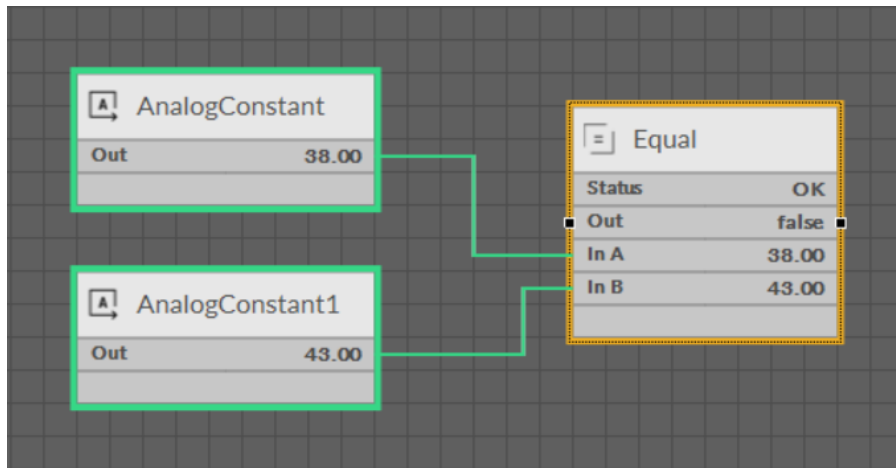 AnalogConstant
Out 38.00
AnalogConstant1
Out 43.00
Equal
Status OK
Out false
In A 38.00
In B 43.00